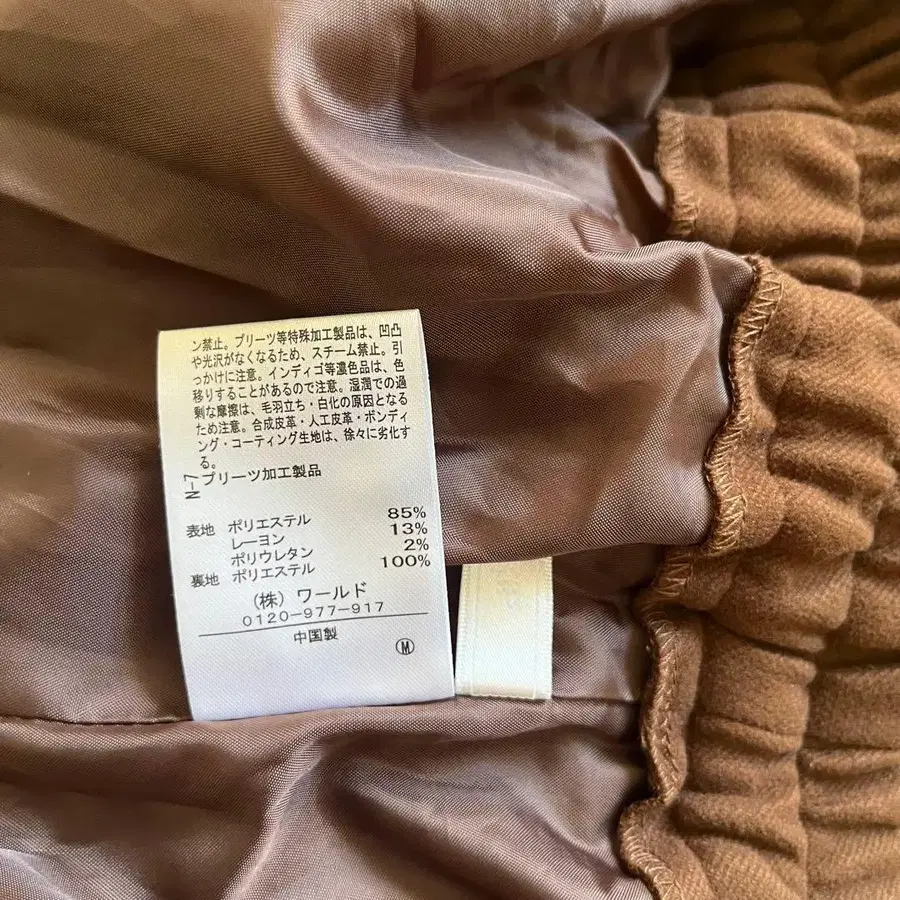 ン禁止。プリーツ等特殊加工製品は、凹凸
や光沢がなくなるため、スチーム禁止。引
っかけに注意。インディゴ等濃色品は、色
移りすることがあるので注意。湿潤での過
剰な摩擦は、毛羽立ち・白化の原因となる
ため注意。合成皮革・人工皮革・ボンディ
ング・コーティング生地は、徐々に劣化す
る。
N-7 プリーツ加工製品
表地 ポリエステル 85%
レーヨン 13%
ポリウレタン 2%
裏地 ポリエステル 100%
(株) ワールド
0120-977-917
中国製
Ⓜ